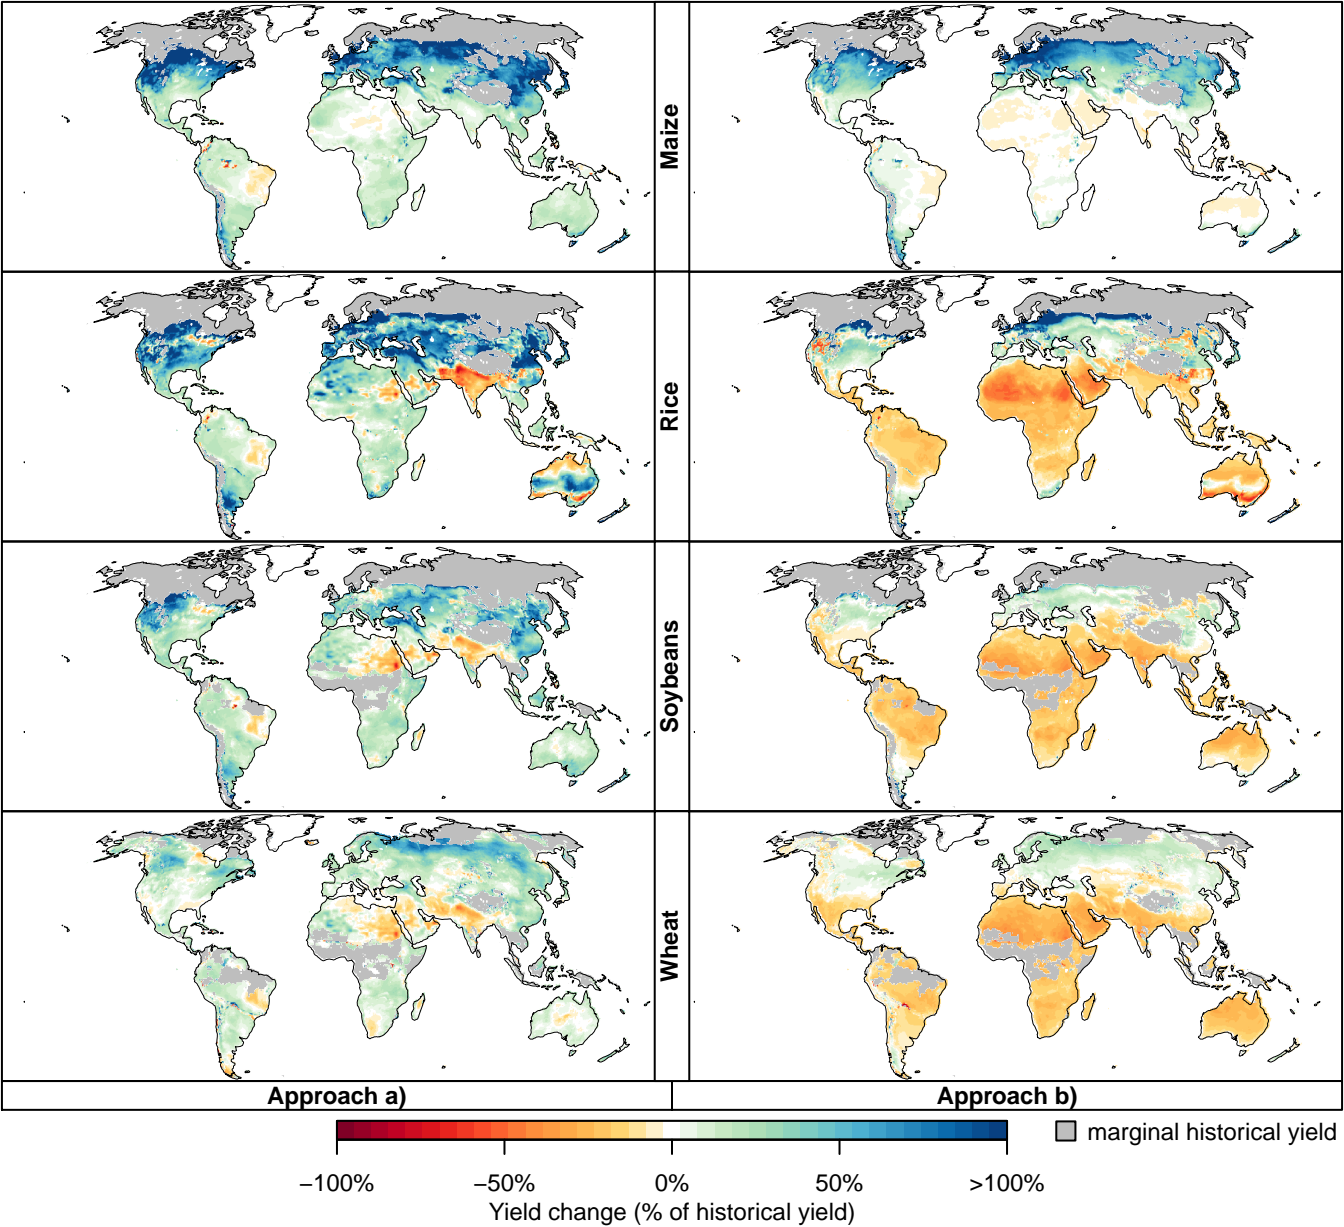 Maize
Rice
Soybeans
Wheat
Approach a)
Approach b)
marginal historical yield
−100%
−50%
0%
50%
>100%
Yield change (% of historical yield)